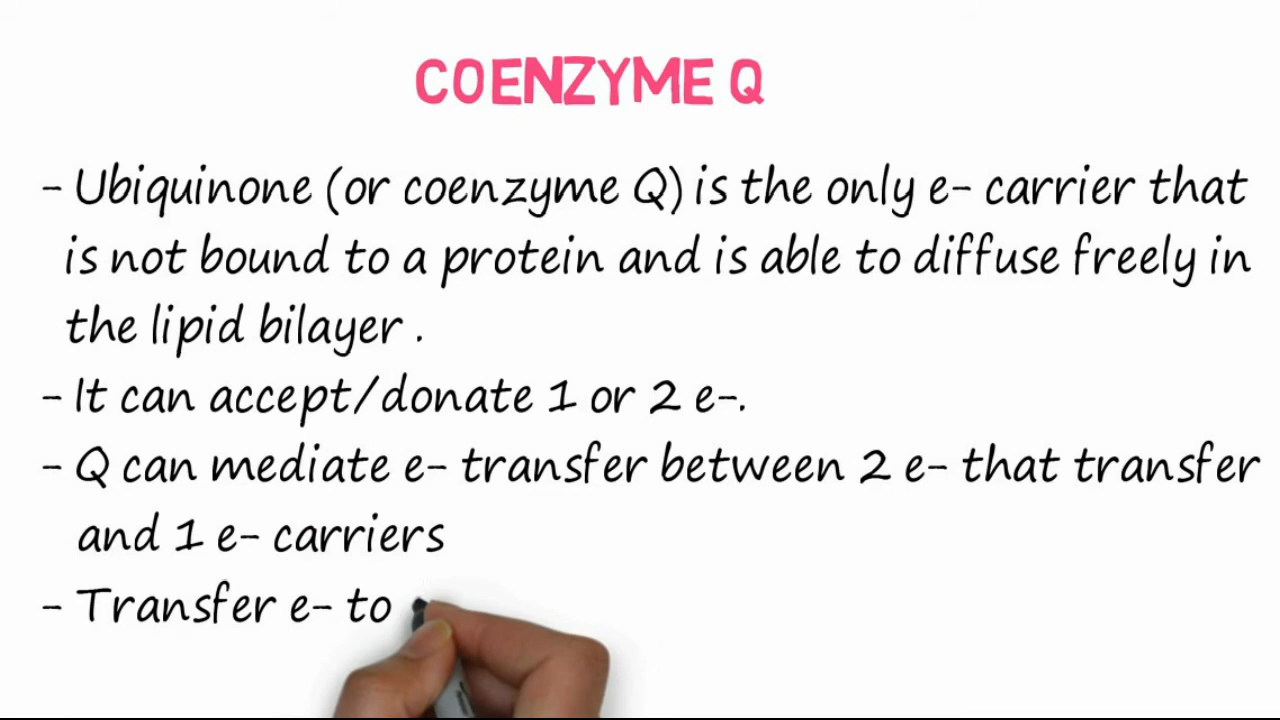 COENZYME Q
- Ubiquinone (or coenzyme Q) is the only e- carrier that
is not bound to a protein and is able to diffuse freely in
the lipid bilayer .
- It can accept/donate 1 or 2 e-.
- Q can mediate e- transfer between 2 e- that transfer
and 1 e- carriers
- Transfer e- to